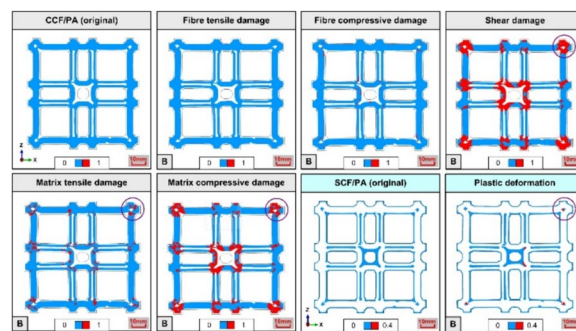 CCF/PA (original)
Fibre tensile damage
Fibre compressive damage
Shear damage
Z
X
0 1
10mm
B
0 1
10mm
B
0 1
10mm
B
0 1
10mm
Matrix tensile damage
Matrix compressive damage
SCF/PA (original)
Plastic deformation
B
0 1
10mm
B
0 1
10mm
Z
X
0 0.4
10mm
B
0 0.4
10mm